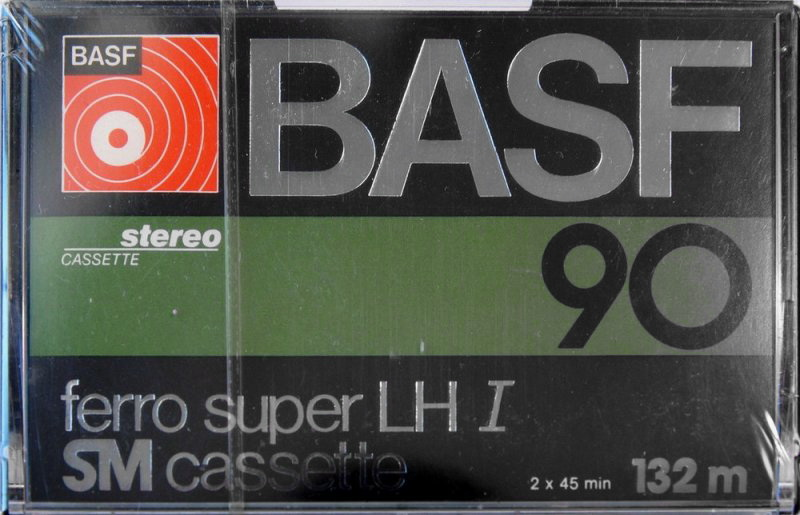 BASF
BASF
stereo
CASSETTE
90
ferro super LH I
SM cassette
2 x 45 min 132 m